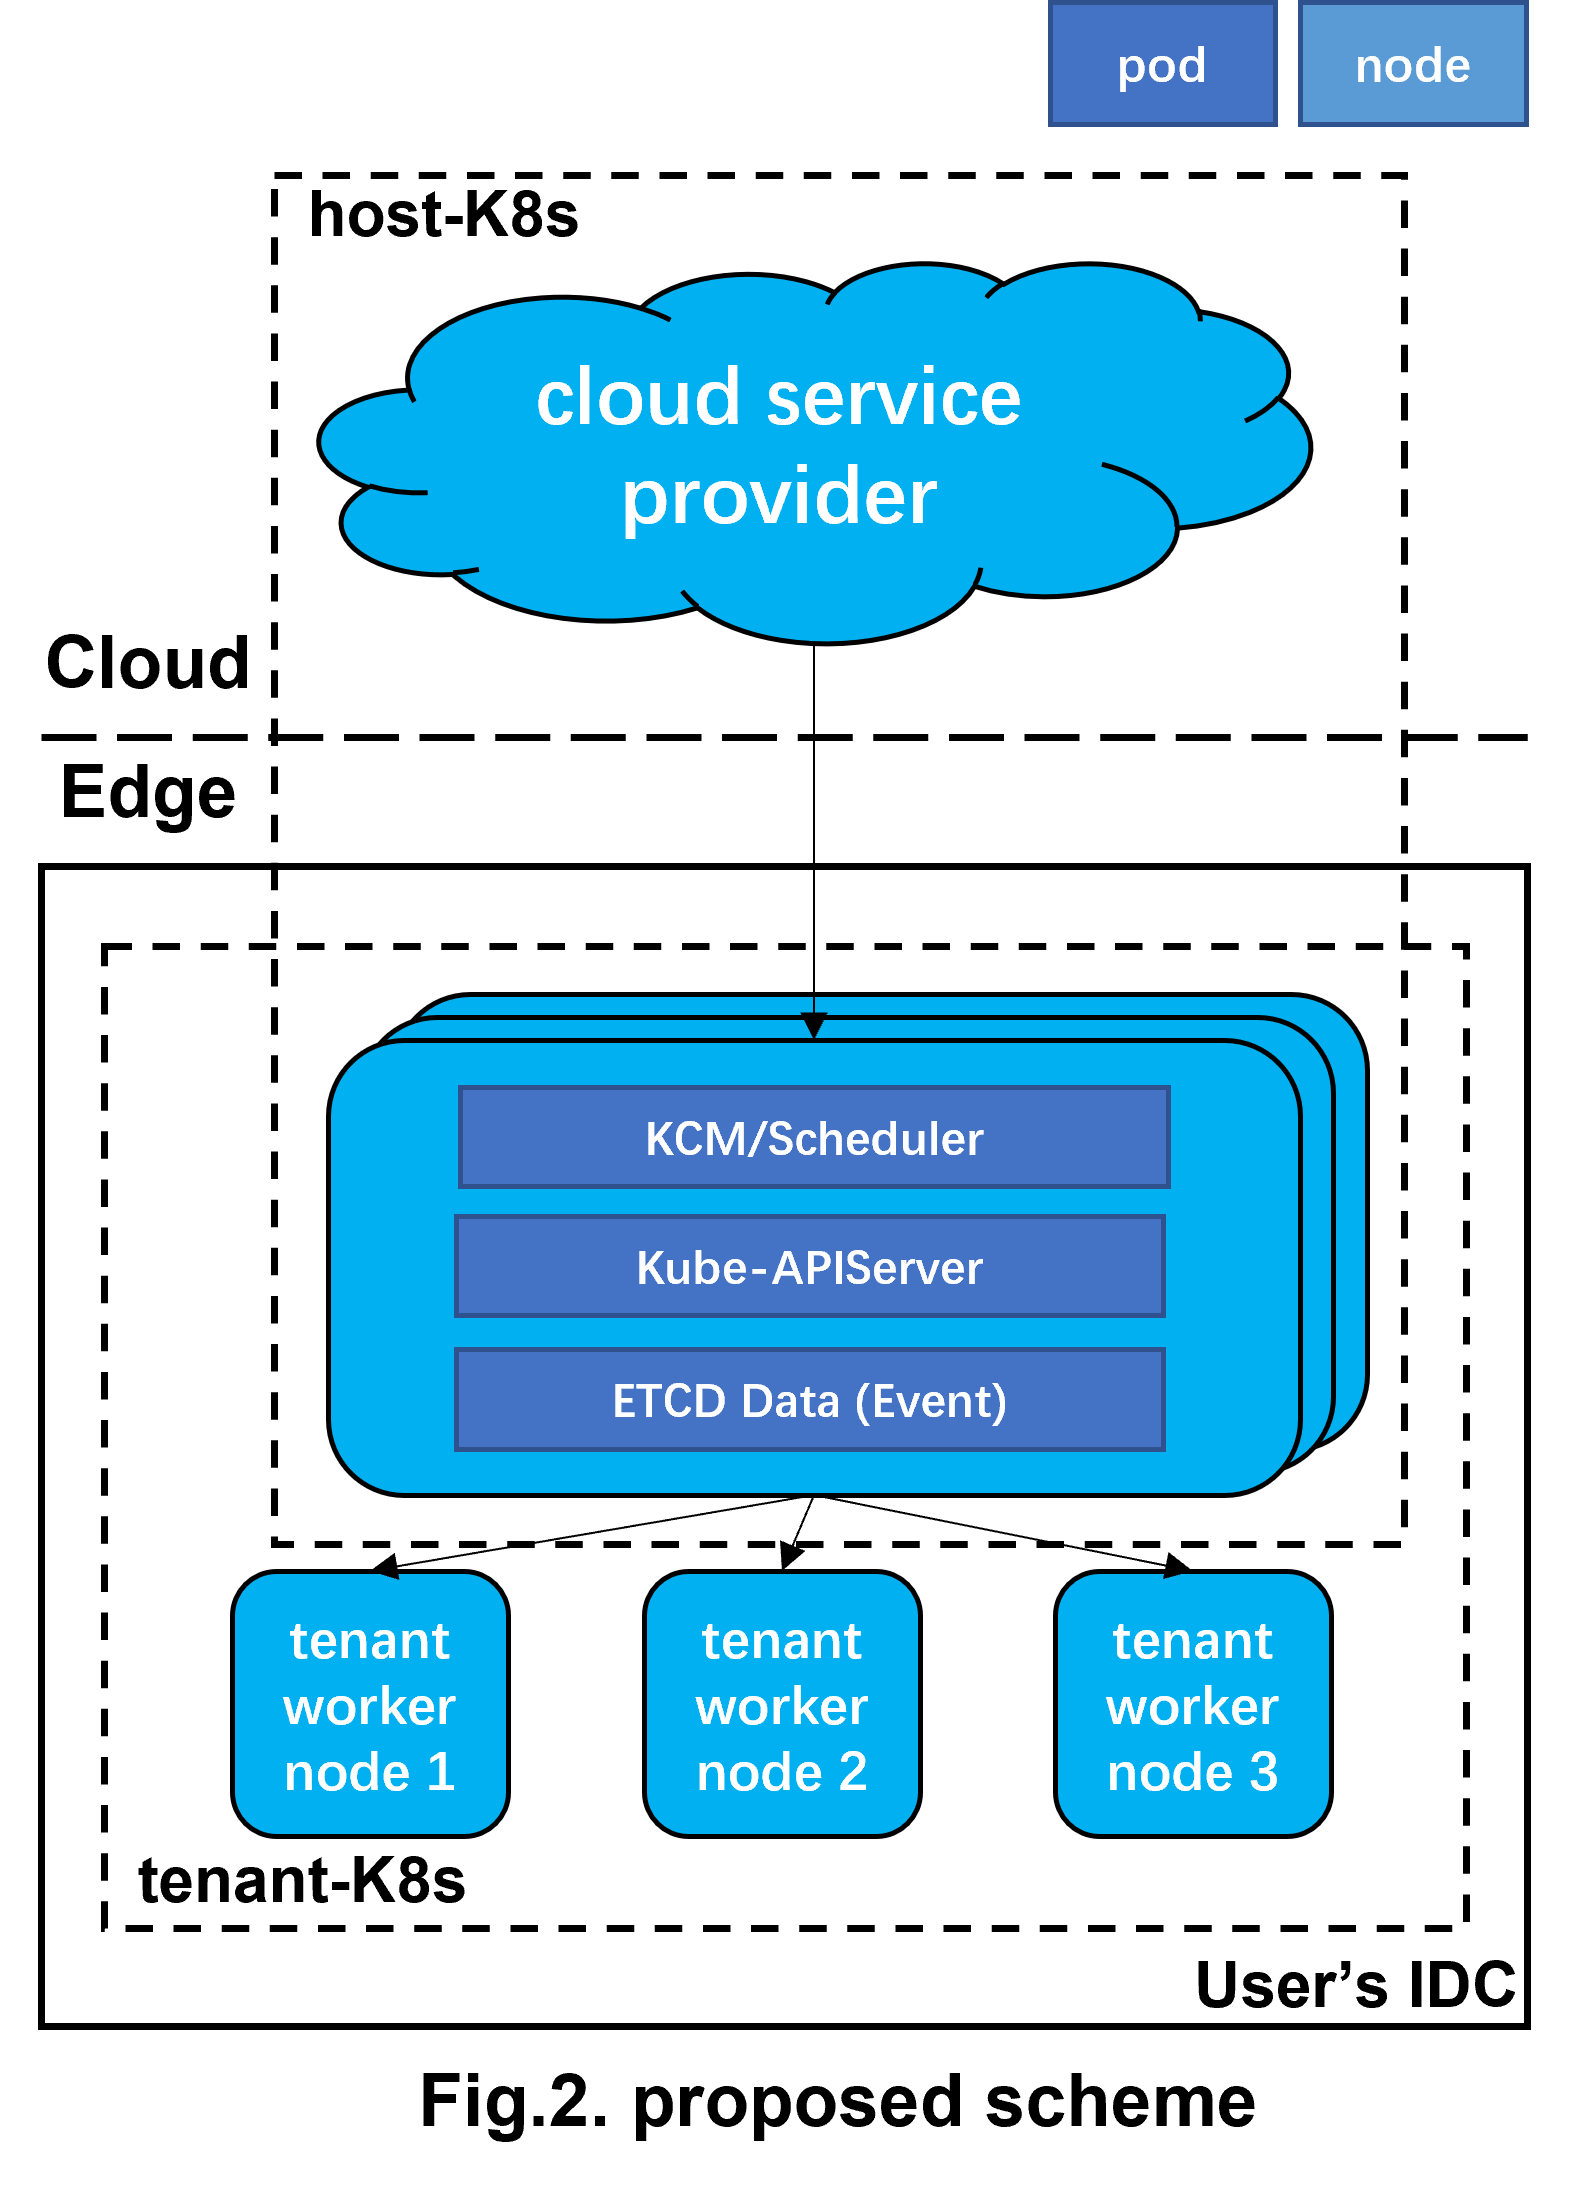 pod
node
host-K8s
cloud service
provider
Cloud
Edge
KCM/Scheduler
Kube-APIServer
ETCD Data (Event)
tenant
worker
node 1
tenant
worker
node 2
tenant
worker
node 3
tenant-K8s
User’s IDC
Fig.2. proposed scheme